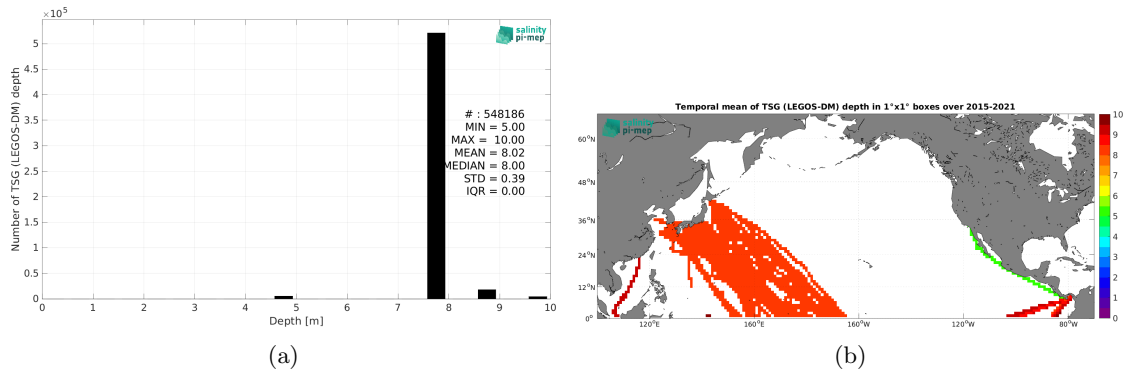 ×10⁵
salinity
pi-mep
5
4.5
4
3.5
3
2.5
2
1.5
1
0.5
0
Number of TSG (LEGOS-DM) depth
# : 548186
MIN = 5.00
MAX = 10.00
MEAN = 8.02
MEDIAN = 8.00
STD = 0.39
IQR = 0.00
0 1 2 3 4 5 6 7 8 9 10
Depth [m]
(a)
Temporal mean of TSG (LEGOS-DM) depth in 1°x1° boxes over 2015-2021
salinity
pi-mep
60°N
48°N
36°N
24°N
12°N
0°
120°E 160°E 160°W 120°W 80°W
10
9
8
7
6
5
4
3
2
1
0
(b)